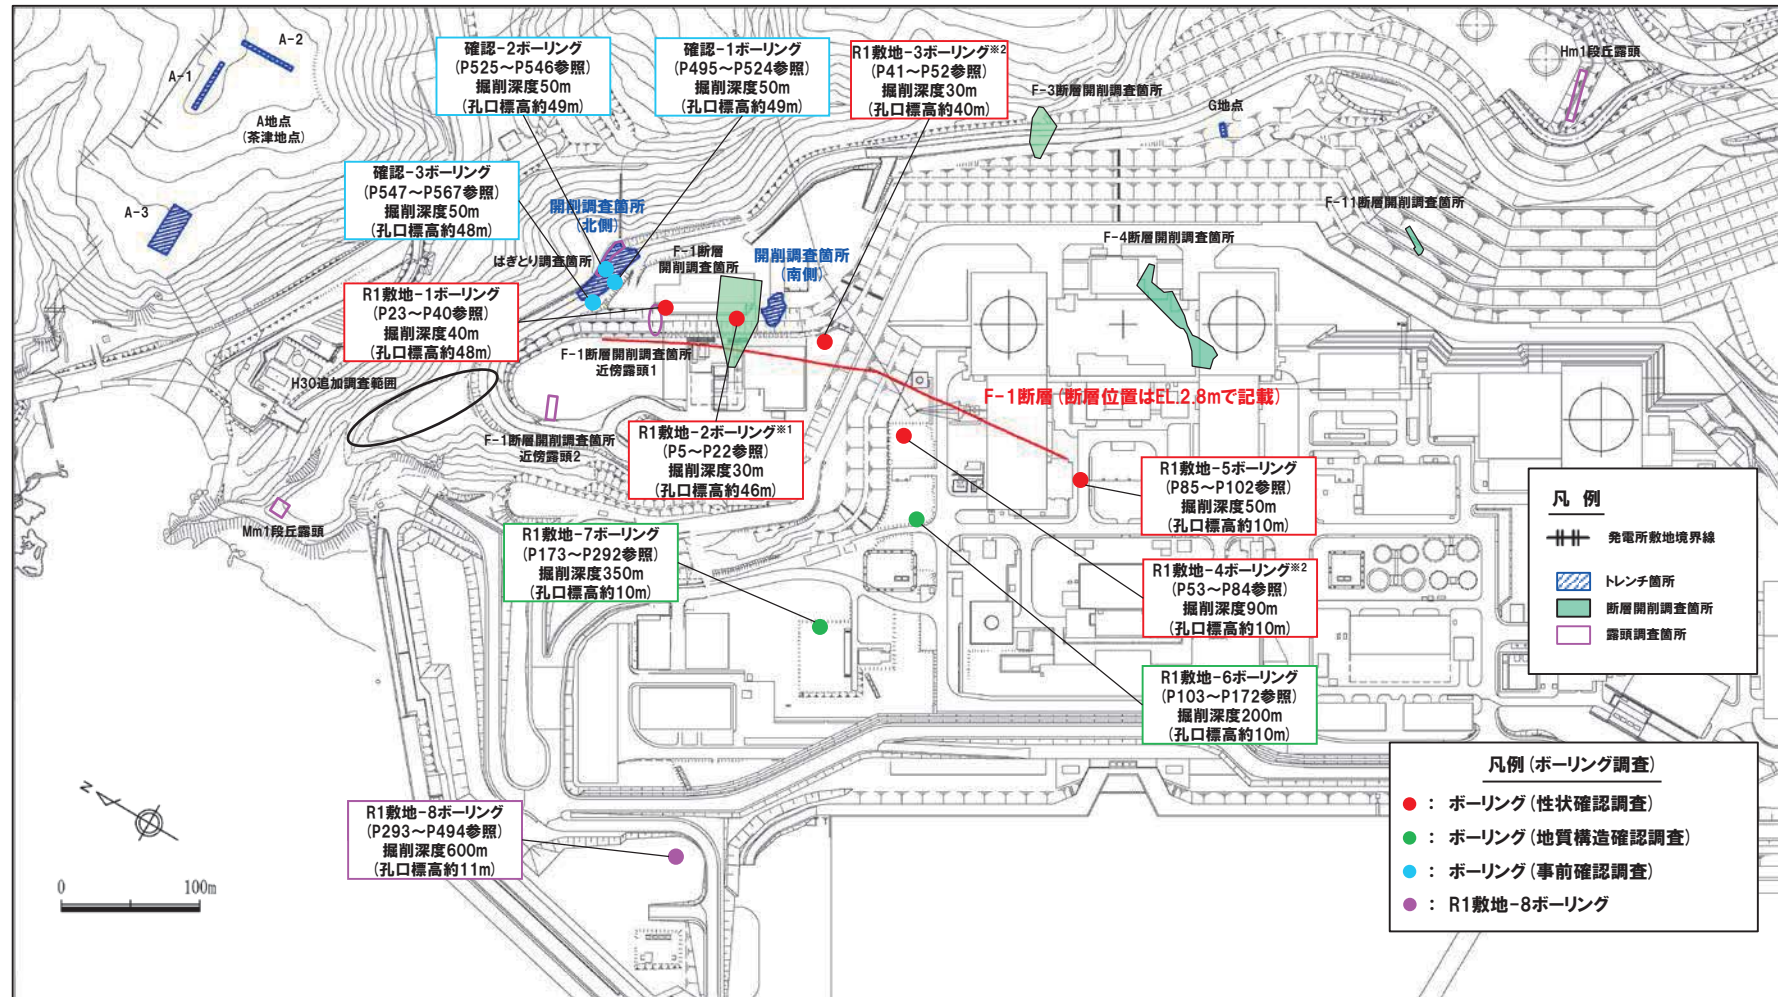 A-2
A-1
A地点
(茶津地点)
A-3
確認-2ボーリング
(P525～P546参照)
掘削深度50m
(孔口標高約49m)
確認-1ボーリング
(P495～P524参照)
掘削深度50m
(孔口標高約49m)
R1敷地-3ボーリング※2
(P41～P52参照)
掘削深度30m
(孔口標高約40m)
F-3断層開削調査箇所
G地点
Hm1段丘露頭
確認-3ボーリング
(P547～P567参照)
掘削深度50m
(孔口標高約48m)
開削調査箇所
(北側)
はぎとり調査箇所
F-1断層
開削調査箇所
開削調査箇所
(南側)
F-4断層開削調査箇所
F-11断層開削調査箇所
R1敷地-1ボーリング
(P23～P40参照)
掘削深度40m
(孔口標高約48m)
H30追加調査範囲
F-1断層開削調査箇所
近傍露頭1
F-1断層(断層位置はEL.2.8mで記載)
F-1断層開削調査箇所
近傍露頭2
R1敷地-2ボーリング※1
(P5～P22参照)
掘削深度30m
(孔口標高約46m)
R1敷地-5ボーリング
(P85～P102参照)
掘削深度50m
(孔口標高約10m)
Mm1段丘露頭
R1敷地-7ボーリング
(P173～P292参照)
掘削深度350m
(孔口標高約10m)
R1敷地-4ボーリング※2
(P53～P84参照)
掘削深度90m
(孔口標高約10m)
R1敷地-6ボーリング
(P103～P172参照)
掘削深度200m
(孔口標高約10m)
凡 例
発電所敷地境界線
トレンチ箇所
断層開削調査箇所
露頭調査箇所
R1敷地-8ボーリング
(P293～P494参照)
掘削深度600m
(孔口標高約11m)
N
0 100m
凡例(ボーリング調査)
： ボーリング(性状確認調査)
： ボーリング(地質構造確認調査)
： ボーリング(事前確認調査)
： R1敷地-8ボーリング